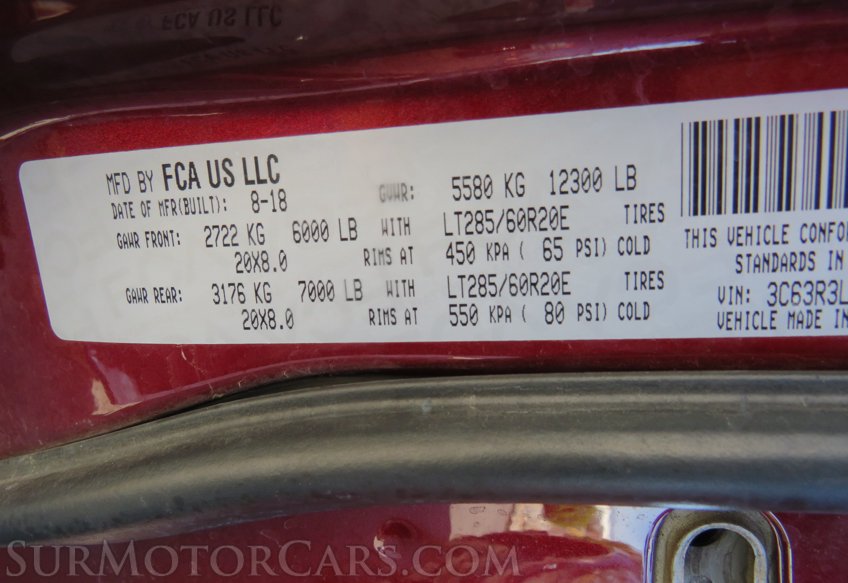 FCA US LLC
MFD BY FCA US LLC
DATE OF MFR(BUILT): 8-18
GVWR: 5580 KG 12300 LB
GAWR FRONT: 2722 KG 6000 LB WITH LT285/60R20E TIRES
20X8.0 RIMS AT 450 KPA ( 65 PSI) COLD
GAWR REAR: 3176 KG 7000 LB WITH LT285/60R20E TIRES
20X8.0 RIMS AT 550 KPA ( 80 PSI) COLD
THIS VEHICLE CONFO
STANDARDS IN
VIN: 3C63R3L
VEHICLE MADE IN
SURMOTORCARS.COM